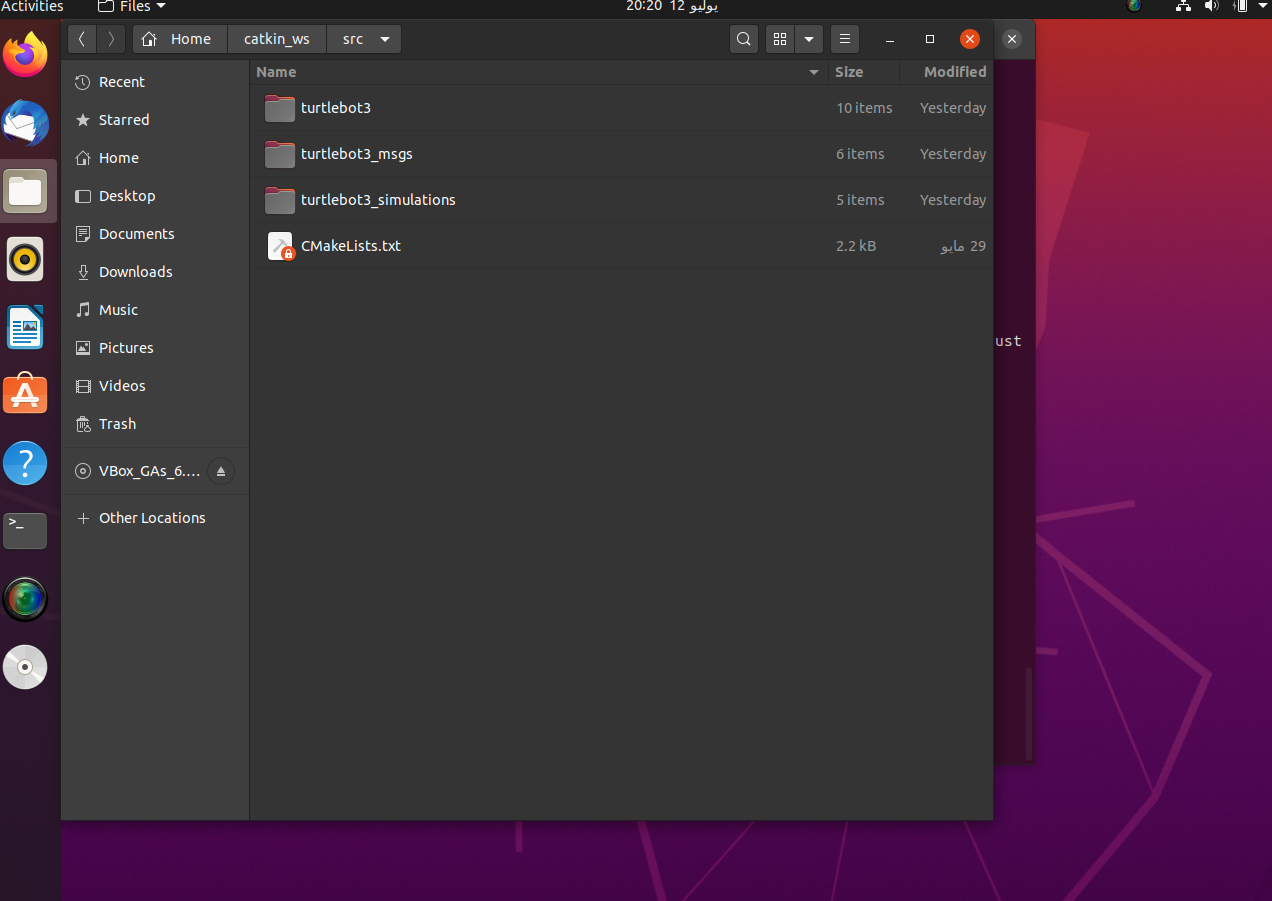 Activities Files 20:20 12 يوليو
Home catkin_ws src
Name Size Modified
Recent
Starred
Home
Desktop
Documents
Downloads
Music
Pictures
Videos
Trash
VBox_GAs_6....
Other Locations
turtlebot3 10 items Yesterday
turtlebot3_msgs 6 items Yesterday
turtlebot3_simulations 5 items Yesterday
CMakeLists.txt 2.2 kB 29 مايو
ust
>_